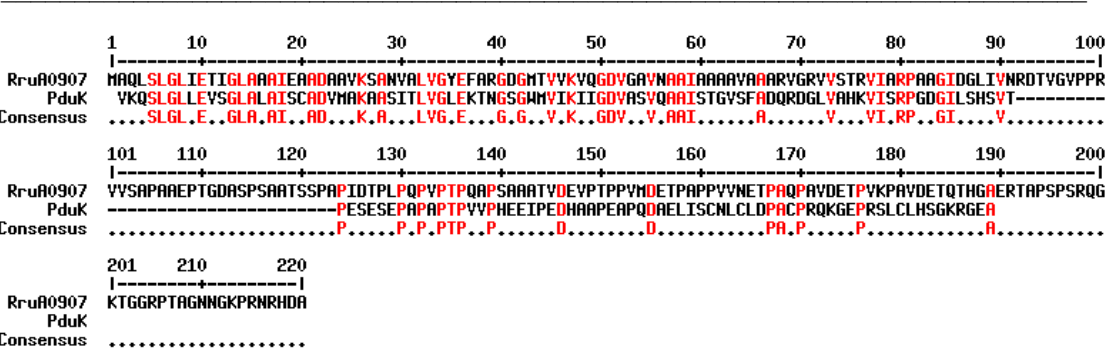 1 10 20 30 40 50 60 70 80 90 100
|--------+---------+---------+---------+---------+---------+---------+---------+---------+---------|
RruA0907 MAQLSLGLIETIGLAAAIEAADAAVKSANVALVGYEFARGDGMTVVKVQGDVGAVNAAIAAAAVAAARVGRVVSTRVIARPAAGIDGLIVNRDTVGVPPR
PduK VKQSLGLLEVSGLALAISCADVMAKAASITLVGLEKTNGSGWMVIKIIGDVASVQAAISTGVSFADQRDGLVAHKVISRPGDGILSHSVT---------
Consensus ....SLGL.E..GLA.AI..AD...K.A...LVG.E...G.G..V.K..GDV..V.AAI......A......V...VI.RP..GI....V..........
101 110 120 130 140 150 160 170 180 190 200
|--------+---------+---------+---------+---------+---------+---------+---------+---------+---------|
RruA0907 VVSAPAAEPTGDASPSAATSSPAPIDTPLPQPVPTPQAPSAAATVDEVPTPPVMDETPAPPVVNETPAQPAVDETPVKPAVDETQTHGAERTAPSPSRQG
PduK -----------------------PESESEPAPAPTPVVPHEEIPEDHAAPEAPQDAELISCNLCLDPACPRQKGEPRSLCLHSGKRGEA
Consensus .......................P.....P.P.PTP..P......D........D...........PA.P.....P............A...........
201 210 220
|--------+---------|
RruA0907 KTGGRPTAGNNGKPRNRHDA
PduK
Consensus ....................